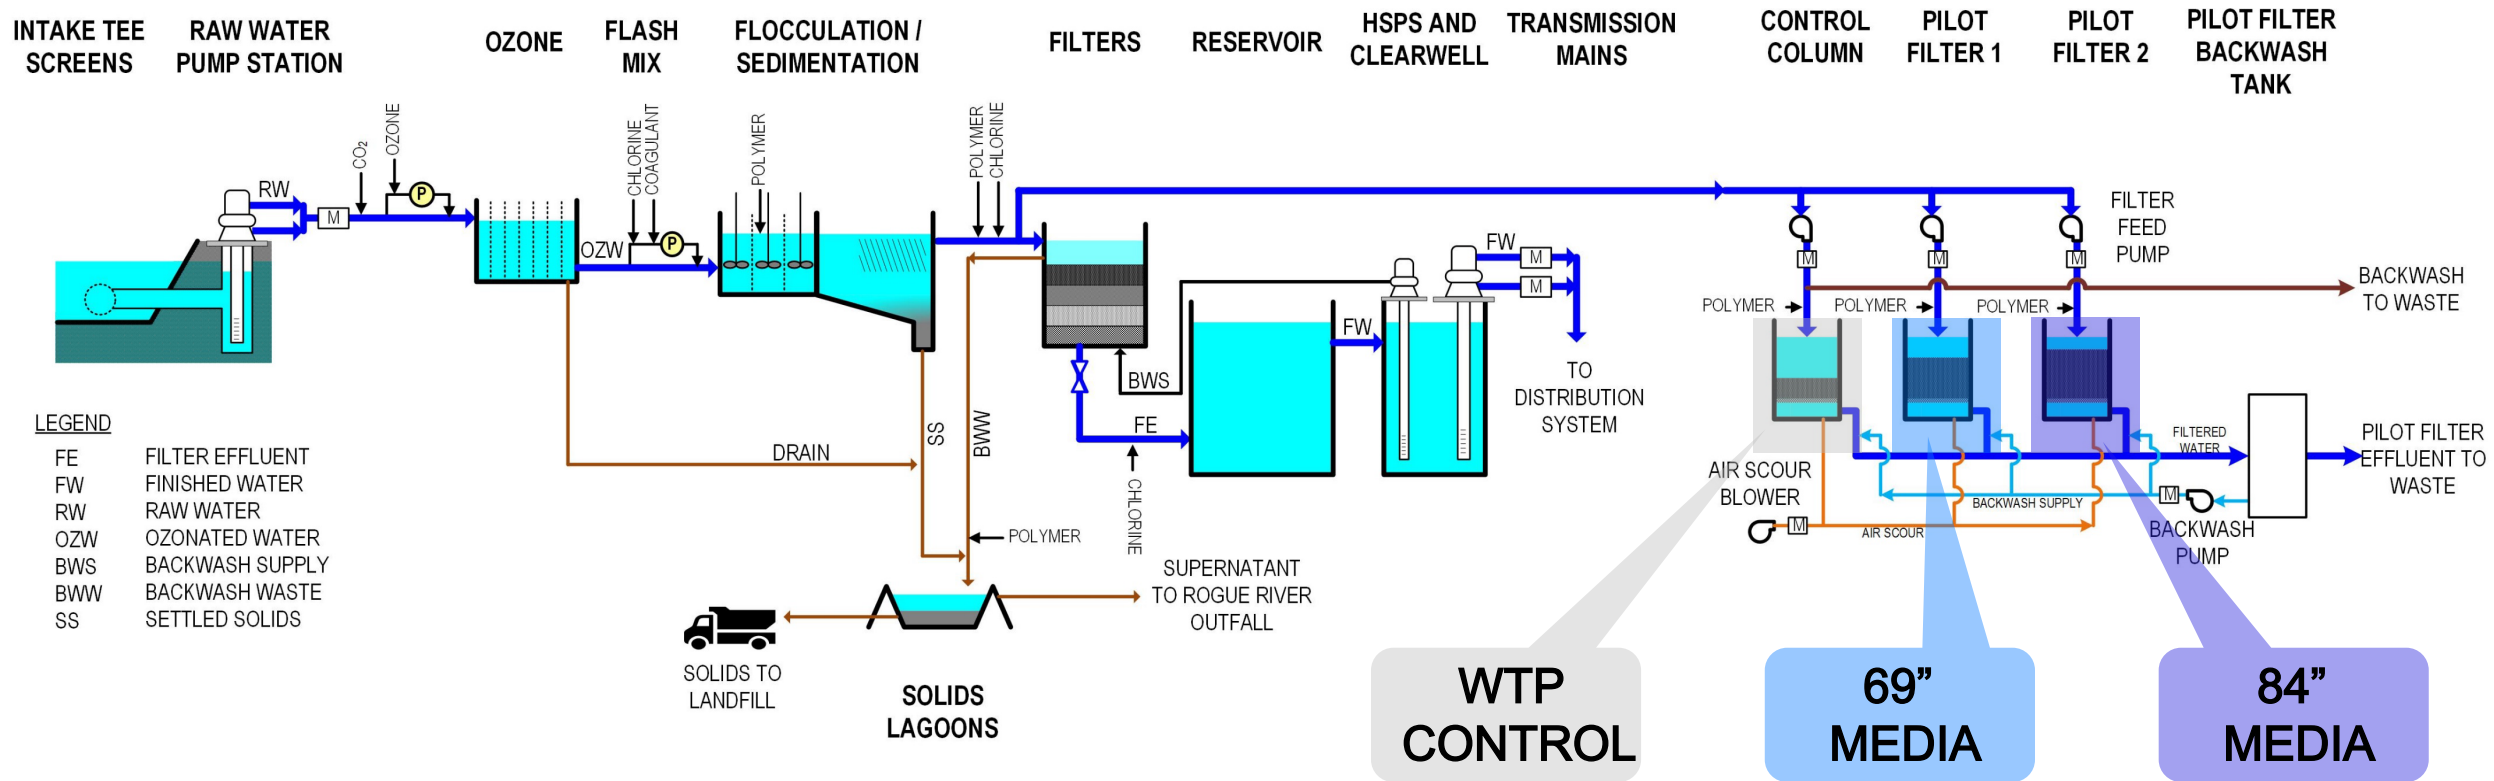 INTAKE TEE
SCREENS
RAW WATER
PUMP STATION
OZONE
FLASH
MIX
FLOCCULATION /
SEDIMENTATION
FILTERS
RESERVOIR
HSPS AND
CLEARWELL
TRANSMISSION
MAINS
CONTROL
COLUMN
PILOT
FILTER 1
PILOT
FILTER 2
PILOT FILTER
BACKWASH
TANK
RW
M
CO₂
OZONE
P
OZW
CHLORINE
COAGULANT
P
POLYMER
POLYMER
CHLORINE
BWS
FE
CHLORINE
FW
FW
M
M
TO
DISTRIBUTION
SYSTEM
DRAIN
SS
BWW
POLYMER
SUPERNATANT
TO ROGUE RIVER
OUTFALL
SOLIDS TO
LANDFILL
SOLIDS
LAGOONS
LEGEND
FE FILTER EFFLUENT
FW FINISHED WATER
RW RAW WATER
OZW OZONATED WATER
BWS BACKWASH SUPPLY
BWW BACKWASH WASTE
SS SETTLED SOLIDS
FILTER
FEED
PUMP
M
M
M
BACKWASH
TO WASTE
POLYMER
POLYMER
POLYMER
FILTERED
WATER
PILOT FILTER
EFFLUENT TO
WASTE
AIR SCOUR
BLOWER
M
AIR SCOUR
BACKWASH SUPPLY
M
BACKWASH
PUMP
WTP
CONTROL
69”
MEDIA
84”
MEDIA